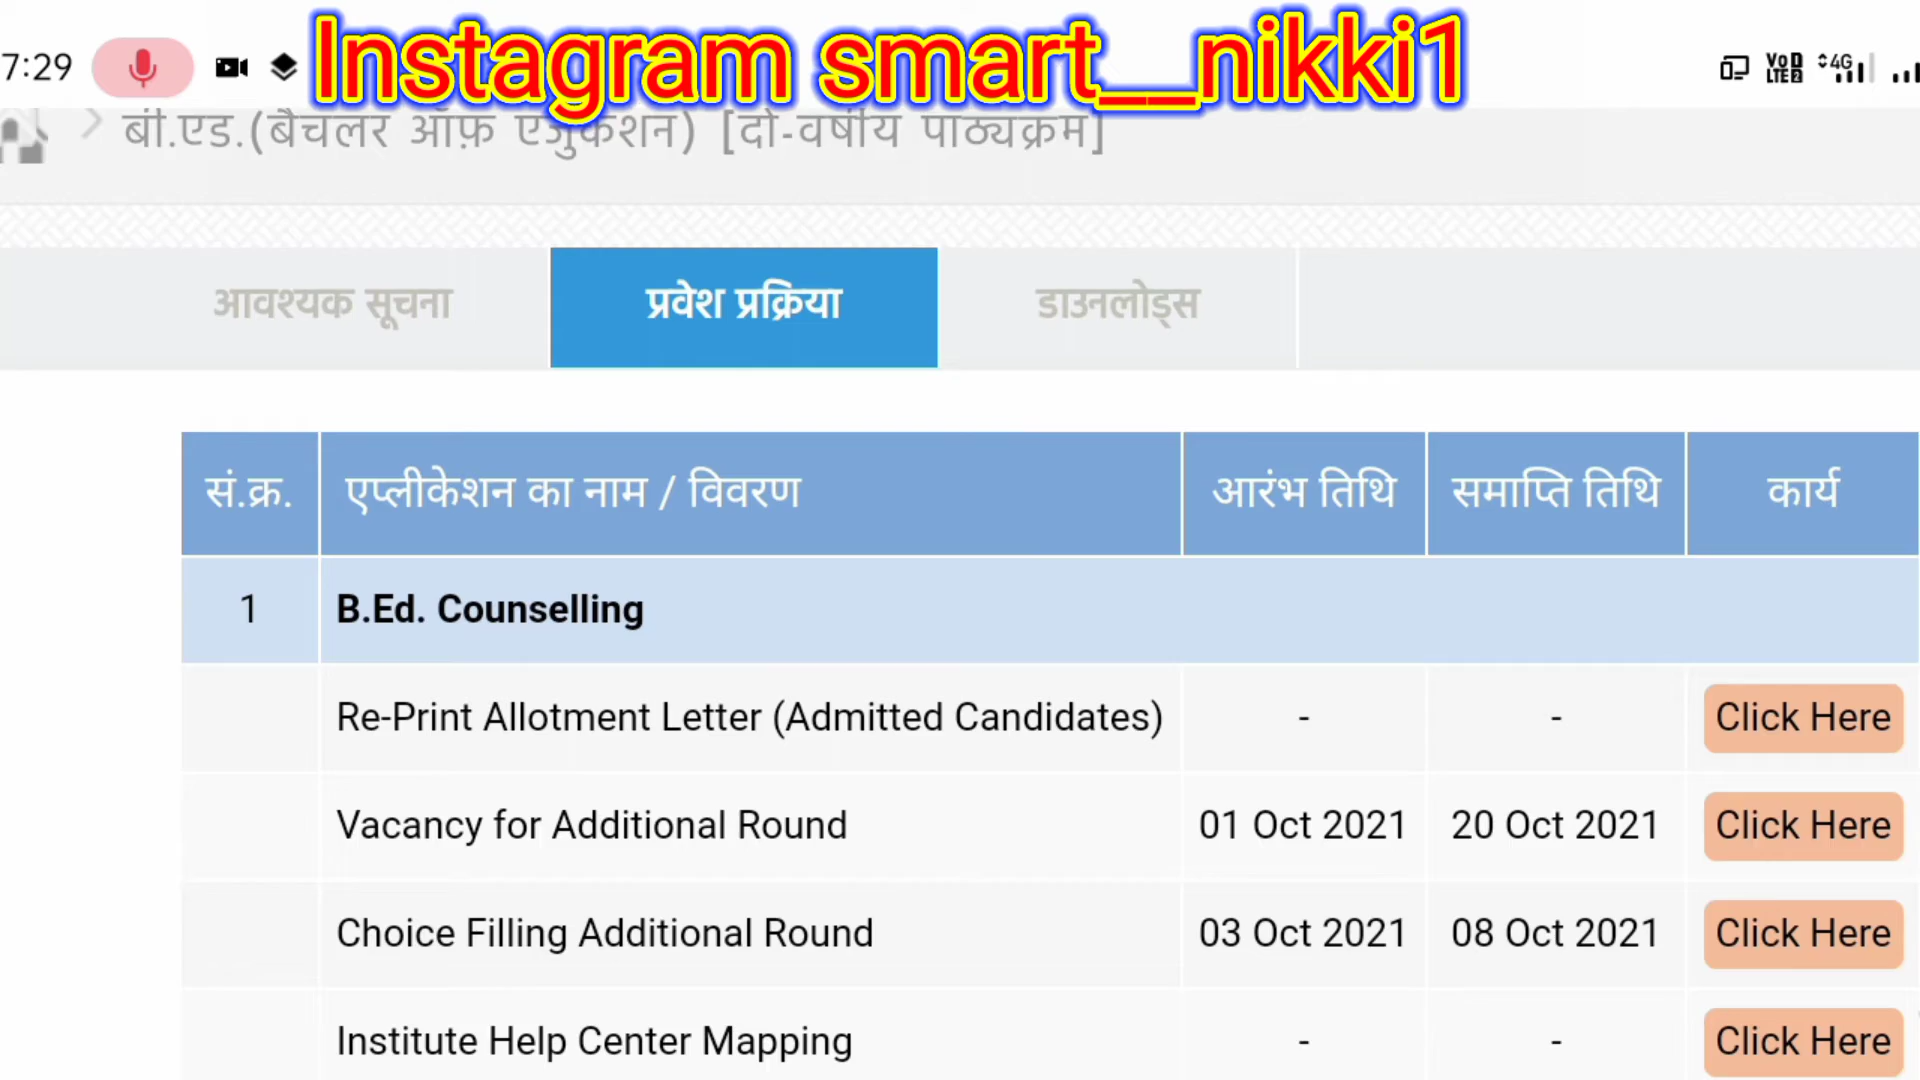 Instagram smart__nikki1
7:29
VoD LTE2 4G
बी.एड.(बैचलर ऑफ़ एजुकेशन) [दो-वर्षीय पाठ्यक्रम]
आवश्यक सूचना प्रवेश प्रक्रिया डाउनलोड्स
सं.क्र. एप्लीकेशन का नाम / विवरण आरंभ तिथि समाप्ति तिथि कार्य
1 B.Ed. Counselling
Re-Print Allotment Letter (Admitted Candidates) - - Click Here
Vacancy for Additional Round 01 Oct 2021 20 Oct 2021 Click Here
Choice Filling Additional Round 03 Oct 2021 08 Oct 2021 Click Here
Institute Help Center Mapping - - Click Here